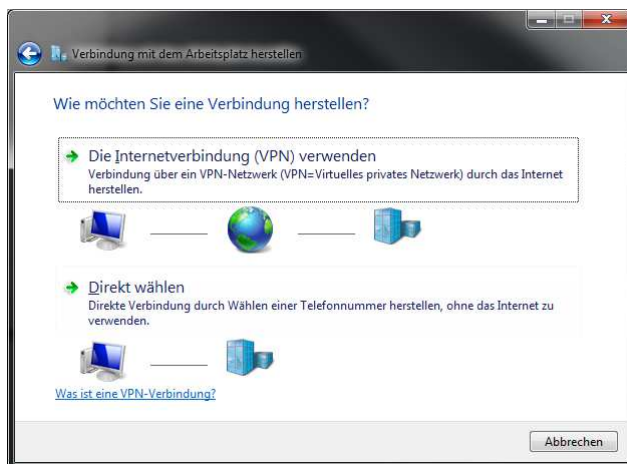 Verbindung mit dem Arbeitsplatz herstellen
Wie möchten Sie eine Verbindung herstellen?
Die Internetverbindung (VPN) verwenden
Verbindung über ein VPN-Netzwerk (VPN=Virtuelles privates Netzwerk) durch das Internet
herstellen.
Direkt wählen
Direkte Verbindung durch Wählen einer Telefonnummer herstellen, ohne das Internet zu
verwenden.
Was ist eine VPN-Verbindung?
Abbrechen